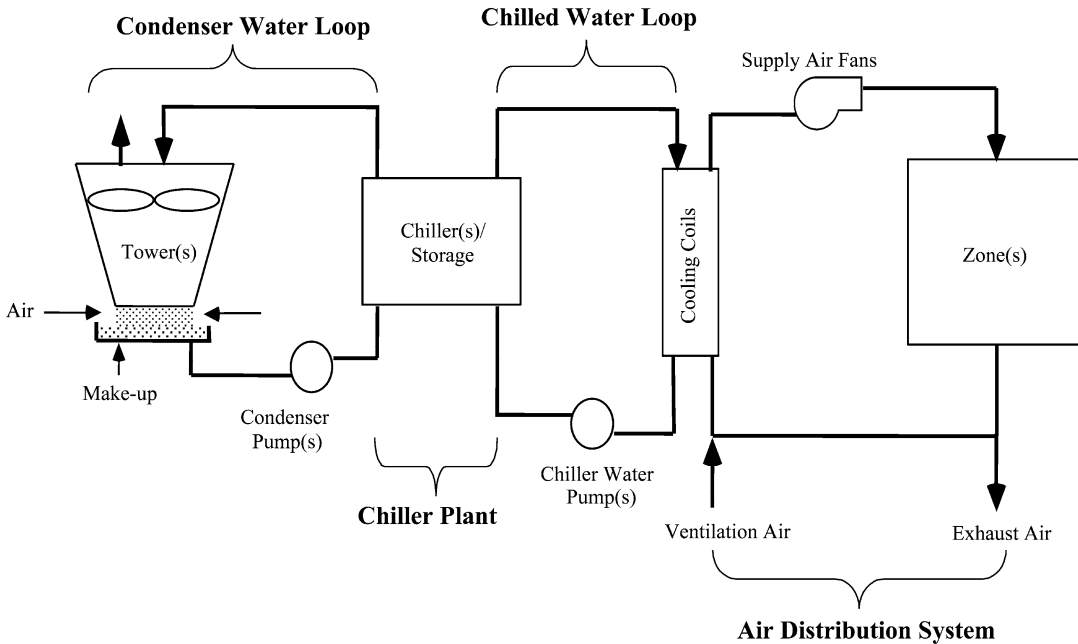 Condenser Water Loop
Chilled Water Loop
Supply Air Fans
Tower(s)
Chiller(s)/
Storage
Cooling Coils
Zone(s)
Air
Make-up
Condenser
Pump(s)
Chiller Water
Pump(s)
Chiller Plant
Ventilation Air
Exhaust Air
Air Distribution System